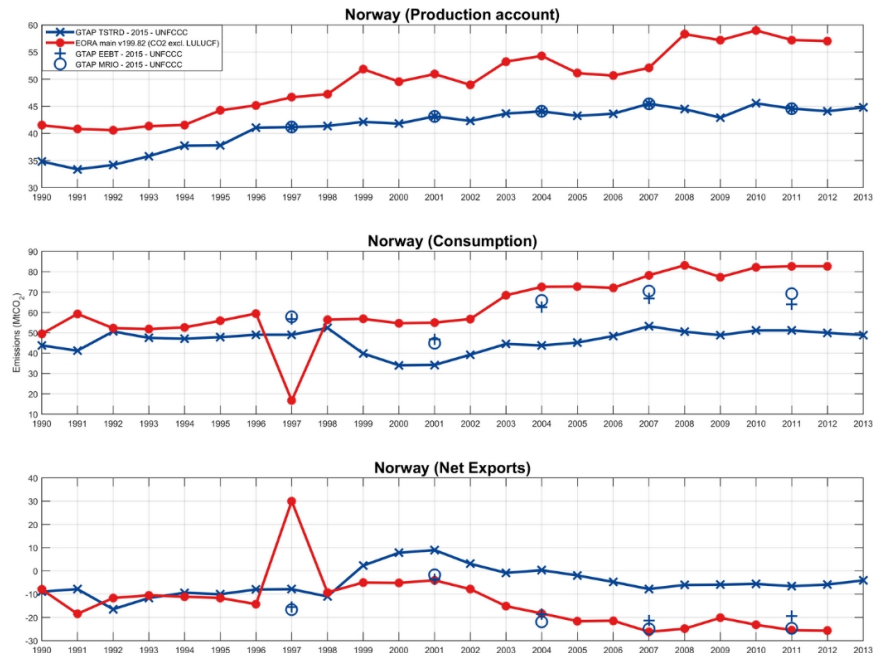 Norway (Production account)
GTAP TSTRD - 2015 - UNFCCC
EORA main v199.82 (CO2 excl. LULUCF)
GTAP EEBT - 2015 - UNFCCC
GTAP MRIO - 2015 - UNFCCC
60
55
50
45
40
35
30
1990 1991 1992 1993 1994 1995 1996 1997 1998 1999 2000 2001 2002 2003 2004 2005 2006 2007 2008 2009 2010 2011 2012 2013
Norway (Consumption)
Emissions (MtCO₂)
90
80
70
60
50
40
30
20
10
1990 1991 1992 1993 1994 1995 1996 1997 1998 1999 2000 2001 2002 2003 2004 2005 2006 2007 2008 2009 2010 2011 2012 2013
Norway (Net Exports)
40
30
20
10
0
-10
-20
-30
1990 1991 1992 1993 1994 1995 1996 1997 1998 1999 2000 2001 2002 2003 2004 2005 2006 2007 2008 2009 2010 2011 2012 2013